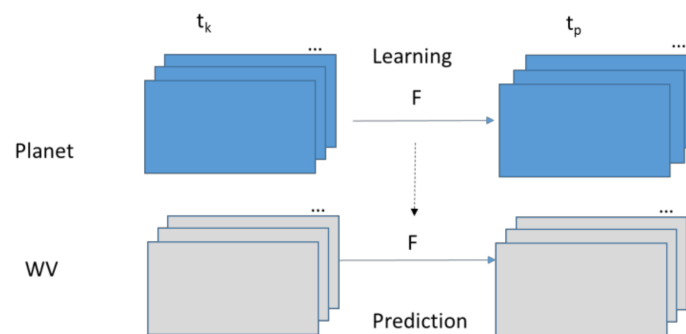 t_k
t_p
...
...
Learning
F
Planet
...
...
F
WV
Prediction